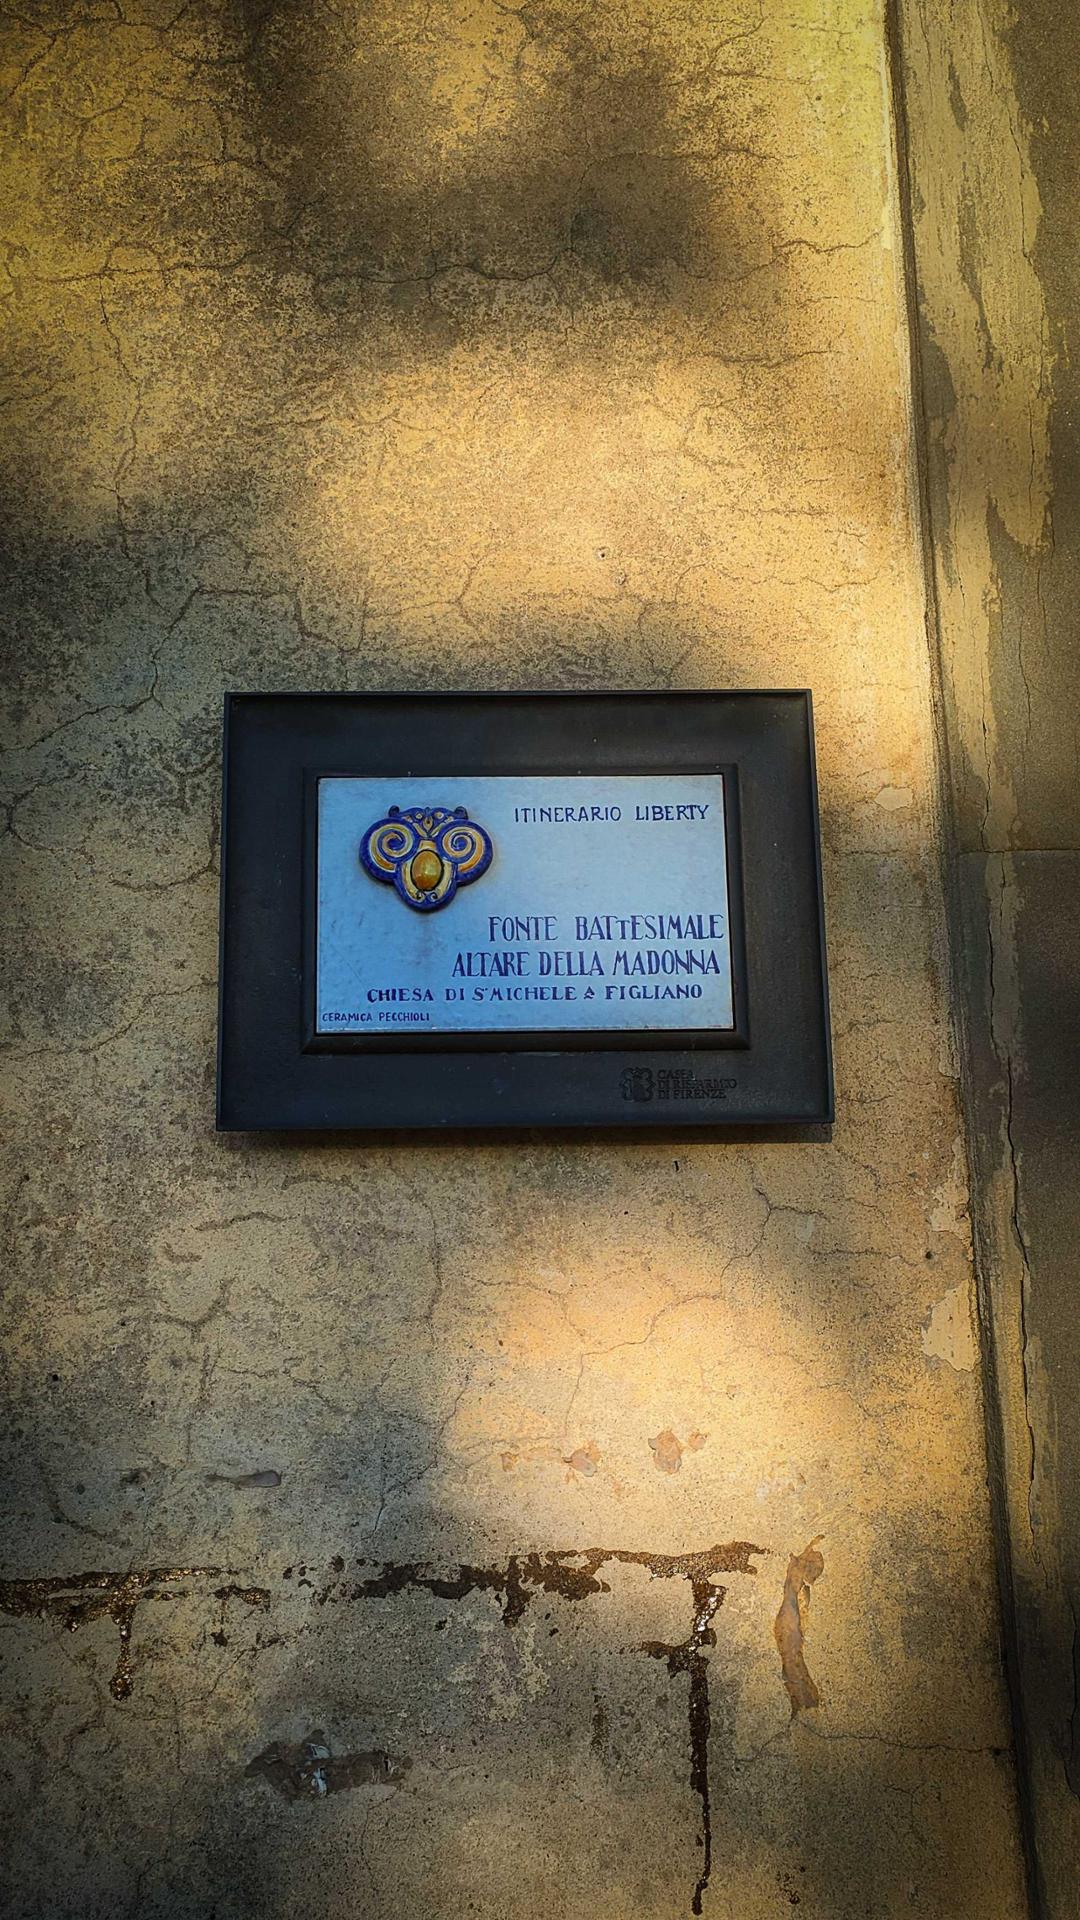 ITINERARIO LIBERTY
FONTE BATTESIMALE
ALTARE DELLA MADONNA
CHIESA DI S. MICHELE A FIGLIANO
CERAMICA PECCHIOLI
CASSA
DI RISPARMIO
DI FIRENZE